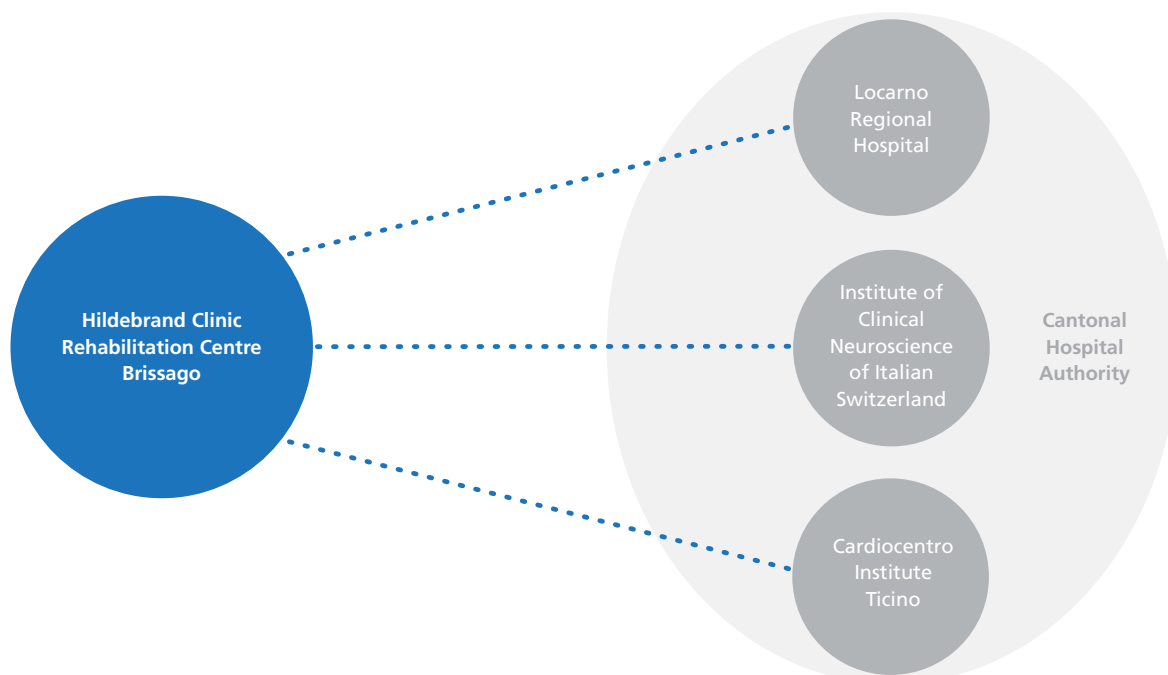 Hildebrand Clinic
Rehabilitation Centre
Brissago
Locarno
Regional
Hospital
Institute of
Clinical
Neuroscience
of Italian
Switzerland
Cardiocentro
Institute
Ticino
Cantonal
Hospital
Authority